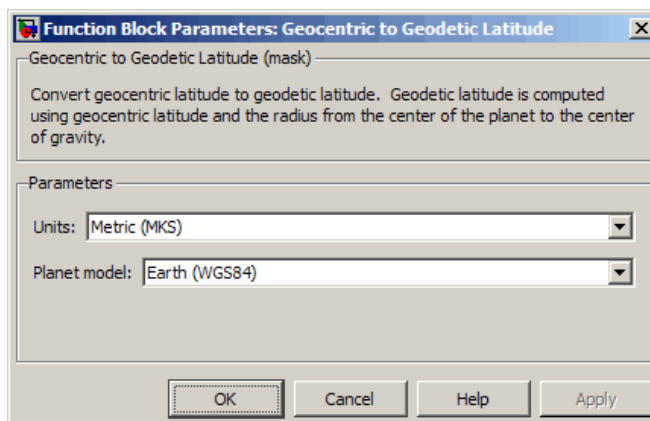 Function Block Parameters: Geocentric to Geodetic Latitude
Geocentric to Geodetic Latitude (mask)
Convert geocentric latitude to geodetic latitude.  Geodetic latitude is computed
using geocentric latitude and the radius from the center of the planet to the center
of gravity.
Parameters
Units: Metric (MKS)
Planet model: Earth (WGS84)
OK Cancel Help Apply